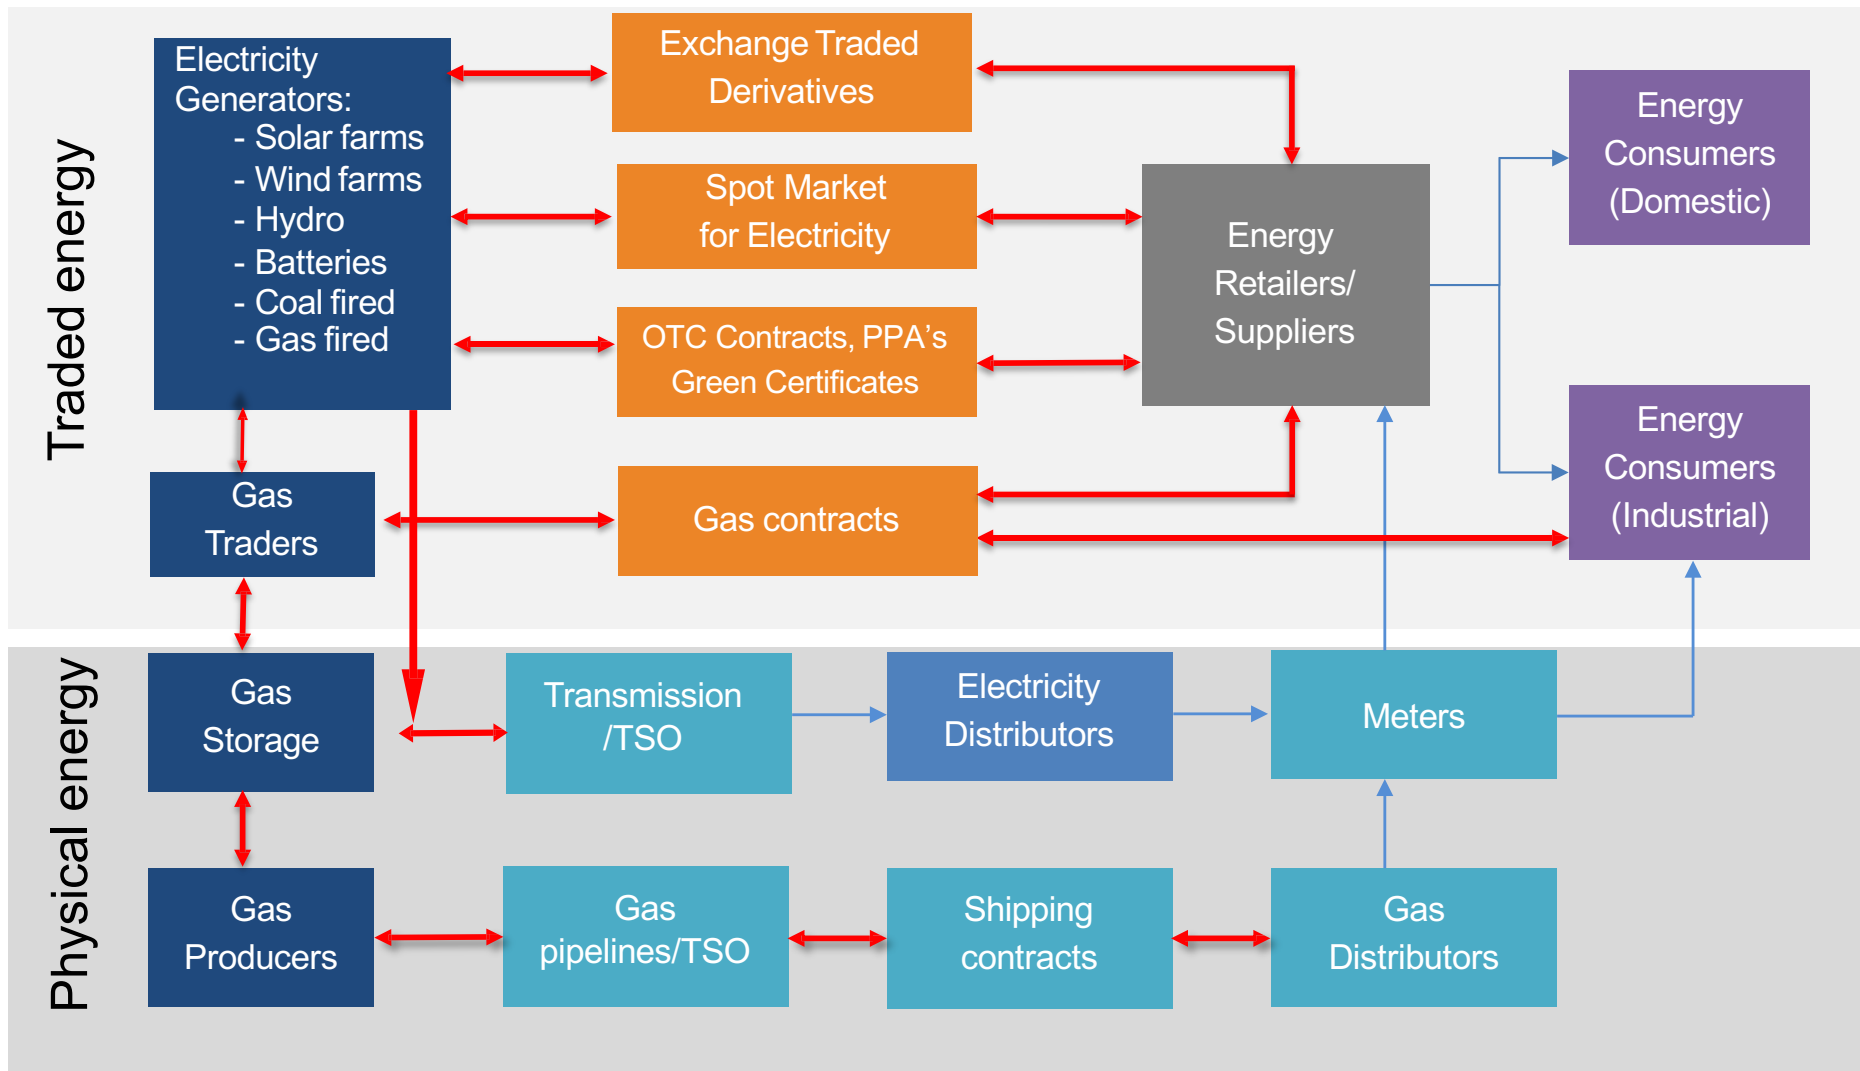 Traded energy
Electricity
Generators:
- Solar farms
- Wind farms
- Hydro
- Batteries
- Coal fired
- Gas fired
Exchange Traded
Derivatives
Spot Market
for Electricity
OTC Contracts, PPA’s
Green Certificates
Gas contracts
Energy
Retailers/
Suppliers
Energy
Consumers
(Domestic)
Energy
Consumers
(Industrial)
Gas
Traders
Physical energy
Gas
Storage
Transmission
/TSO
Electricity
Distributors
Meters
Gas
Producers
Gas
pipelines/TSO
Shipping
contracts
Gas
Distributors